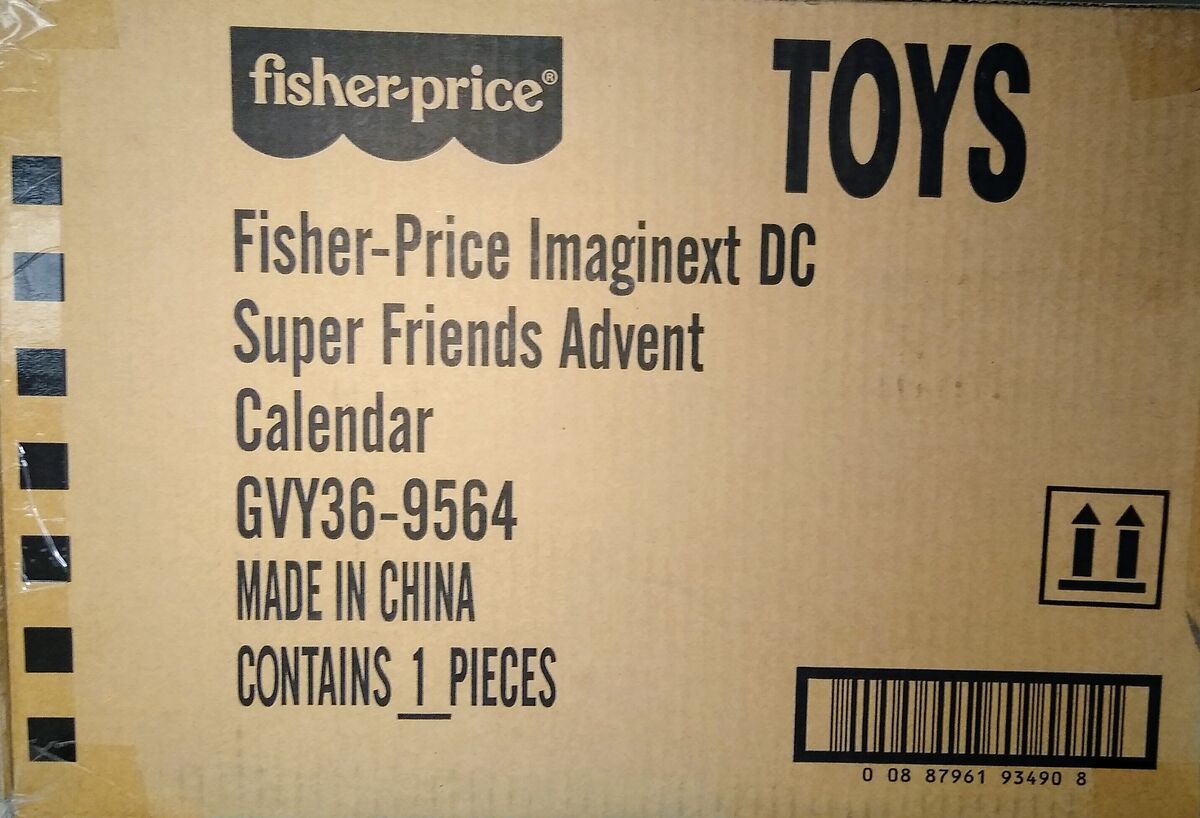 fisher-price®
TOYS
Fisher-Price Imaginext DC
Super Friends Advent
Calendar
GVY36-9564
MADE IN CHINA
CONTAINS 1 PIECES
0 08 87961 93490 8